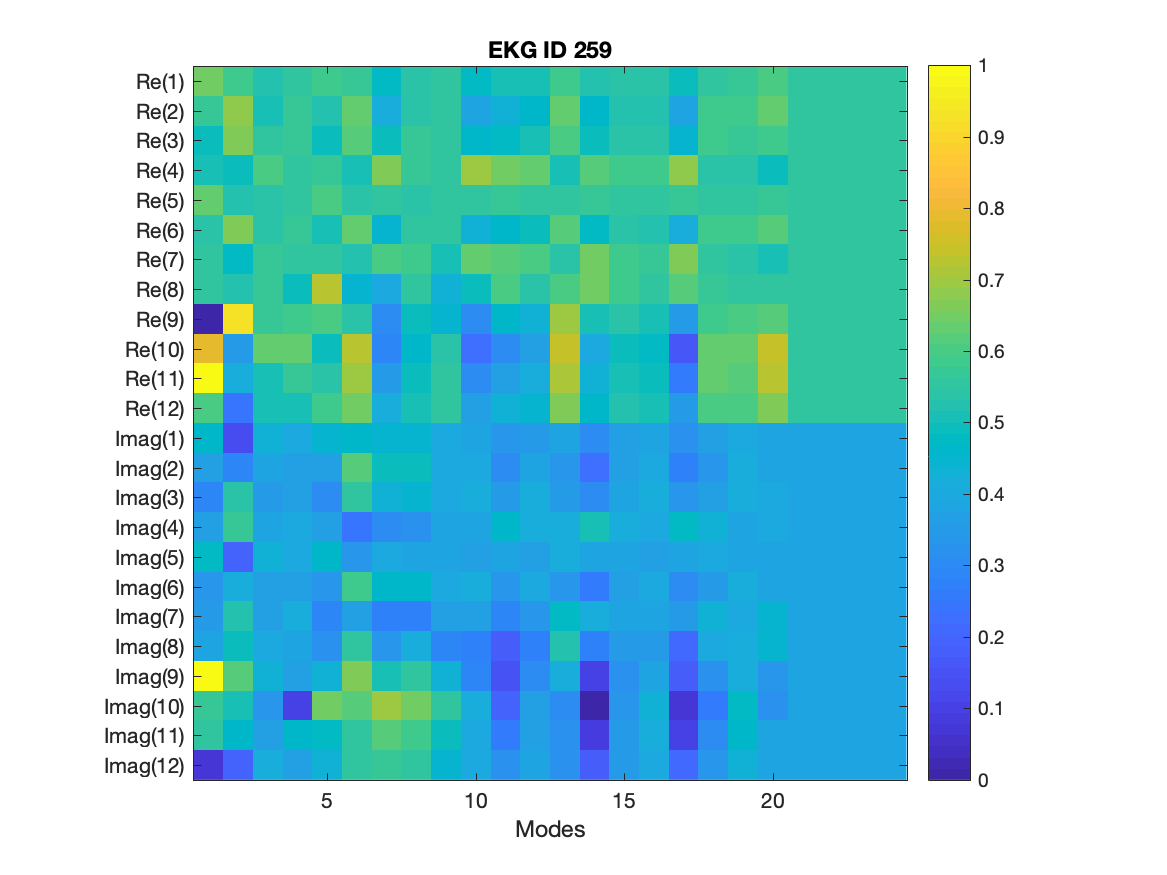 EKG ID 259
Re(1)
Re(2)
Re(3)
Re(4)
Re(5)
Re(6)
Re(7)
Re(8)
Re(9)
Re(10)
Re(11)
Re(12)
Imag(1)
Imag(2)
Imag(3)
Imag(4)
Imag(5)
Imag(6)
Imag(7)
Imag(8)
Imag(9)
Imag(10)
Imag(11)
Imag(12)
5 10 15 20
Modes
1
0.9
0.8
0.7
0.6
0.5
0.4
0.3
0.2
0.1
0